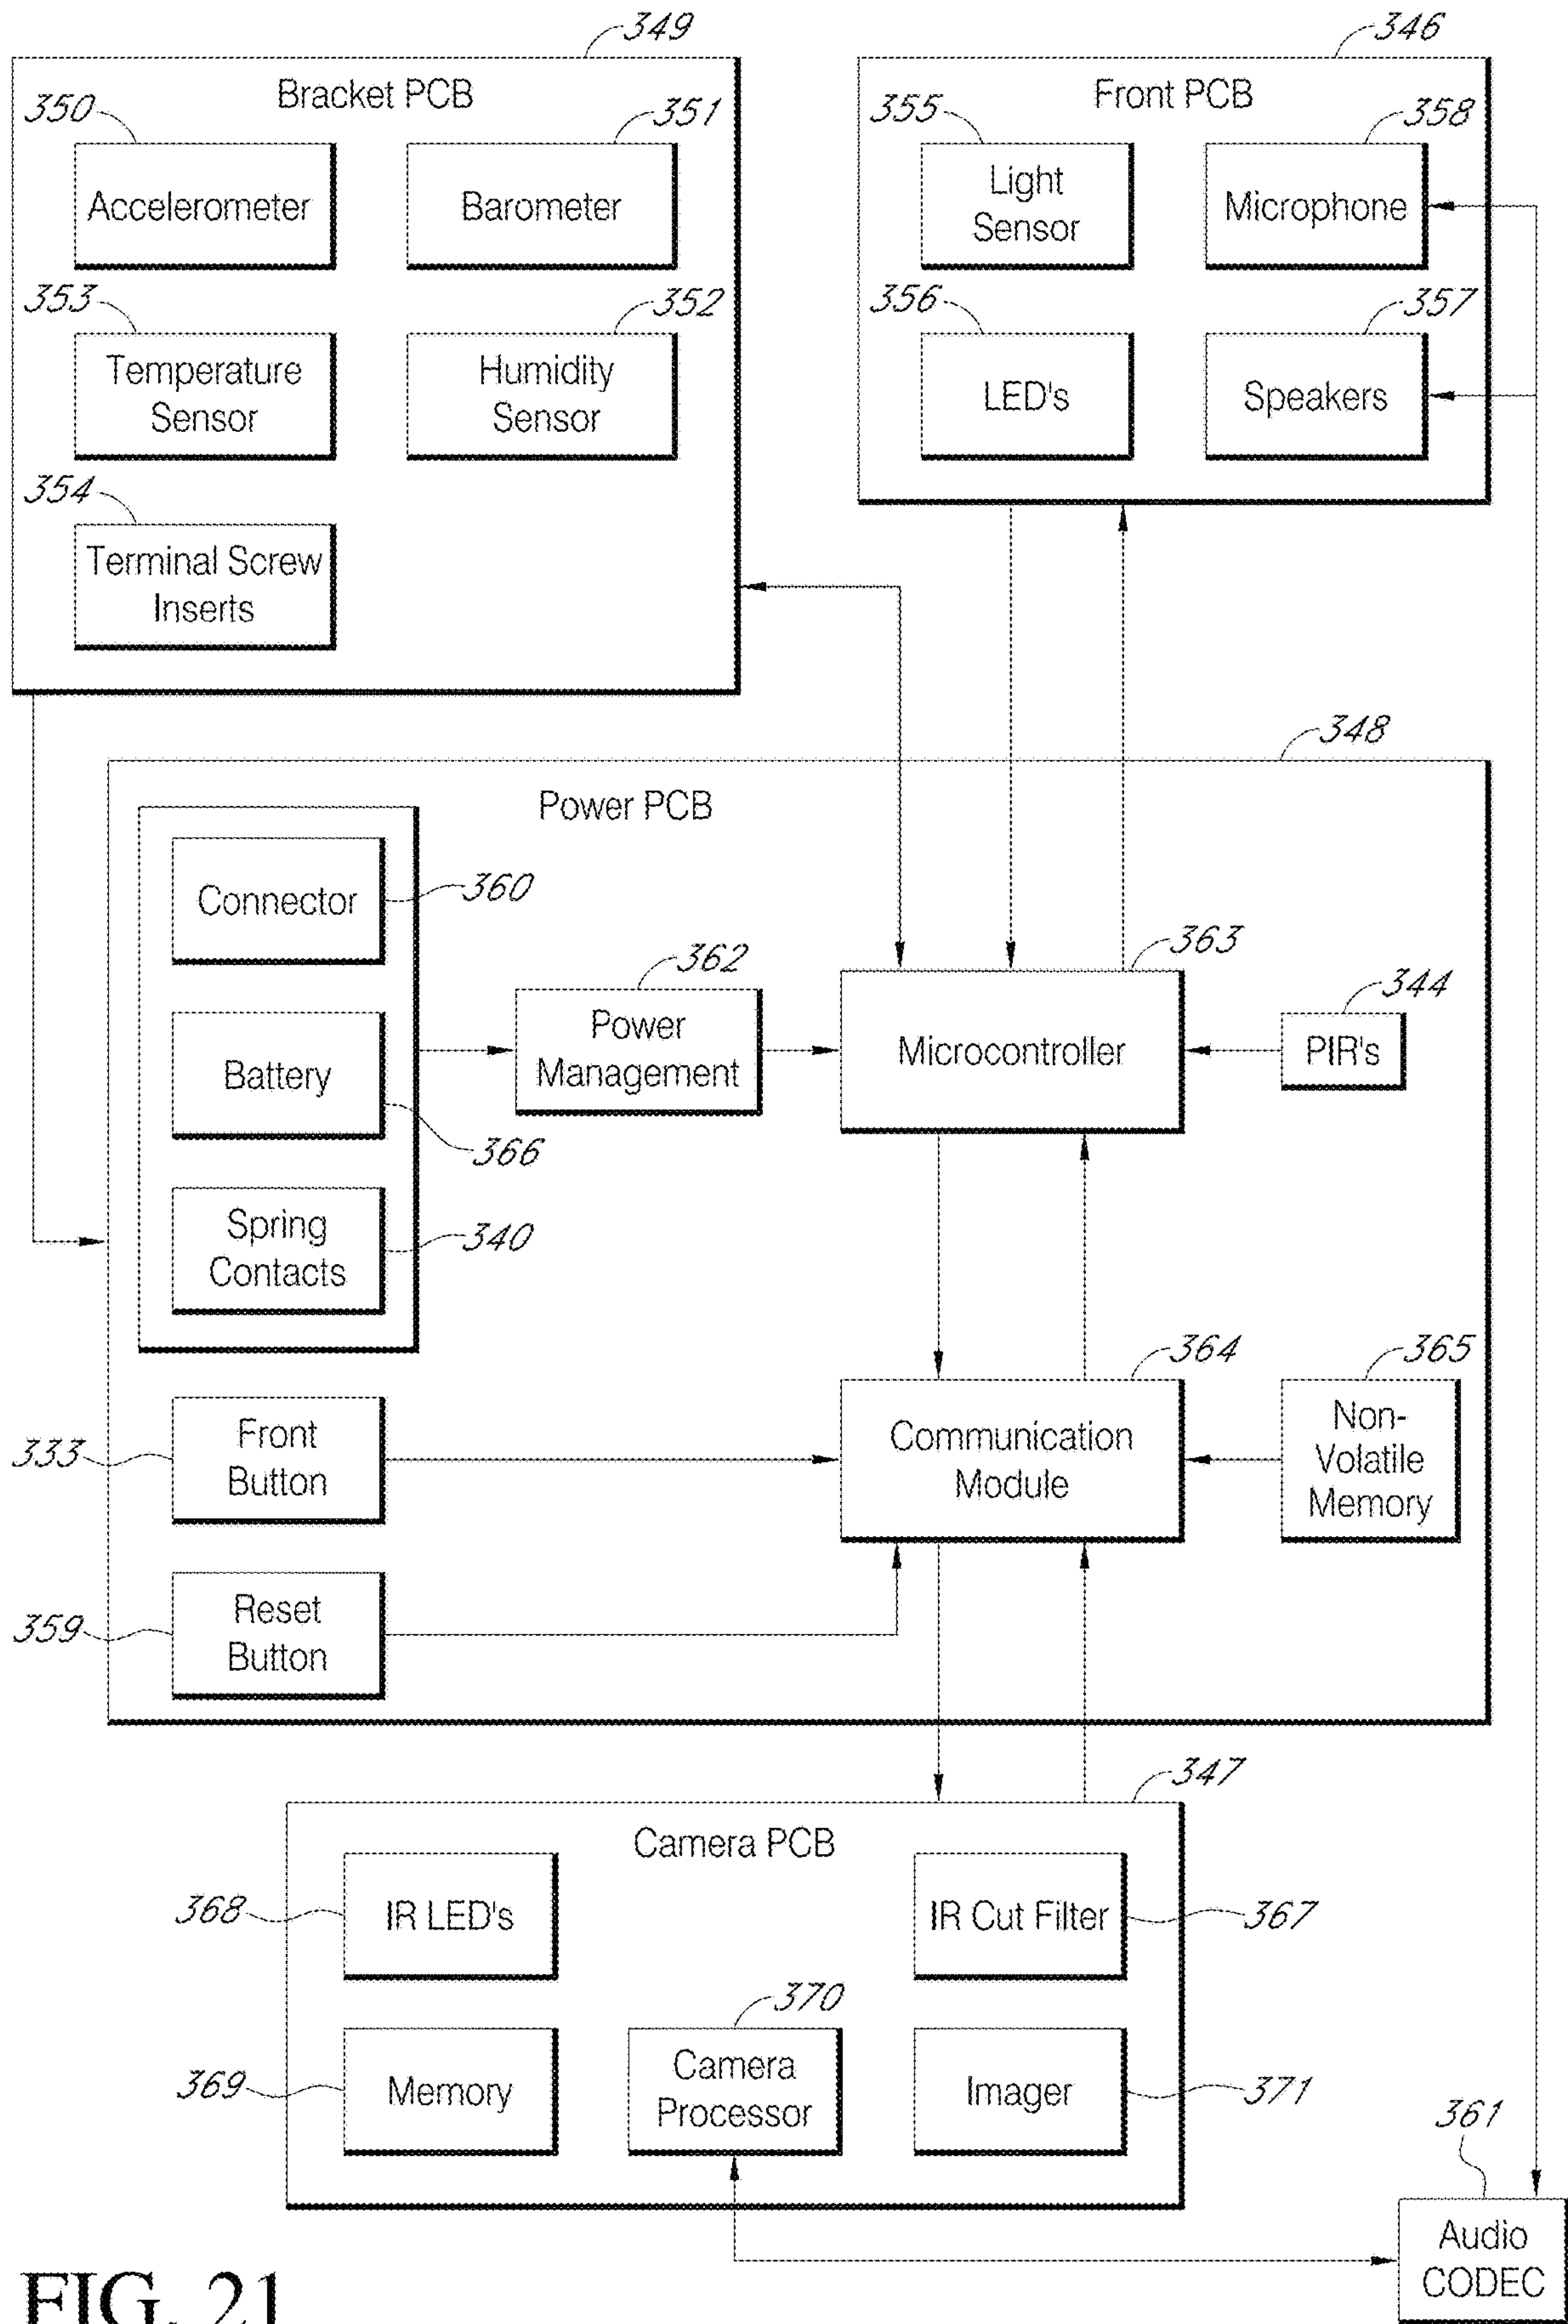 349
346
Bracket PCB
Front PCB
350
351
355
358
Accelerometer
Barometer
Light
Sensor
Microphone
353
352
356
357
Temperature
Sensor
Humidity
Sensor
LED's
Speakers
354
Terminal Screw
Inserts
348
Power PCB
Connector
360
362
363
344
Power
Management
Microcontroller
PIR's
Battery
366
Spring
Contacts
340
364
365
333
Front
Button
Communication
Module
Non-
Volatile
Memory
359
Reset
Button
347
Camera PCB
368
IR LED's
IR Cut Filter
367
370
369
Memory
Camera
Processor
Imager
371
361
Audio
CODEC
FIG. 21